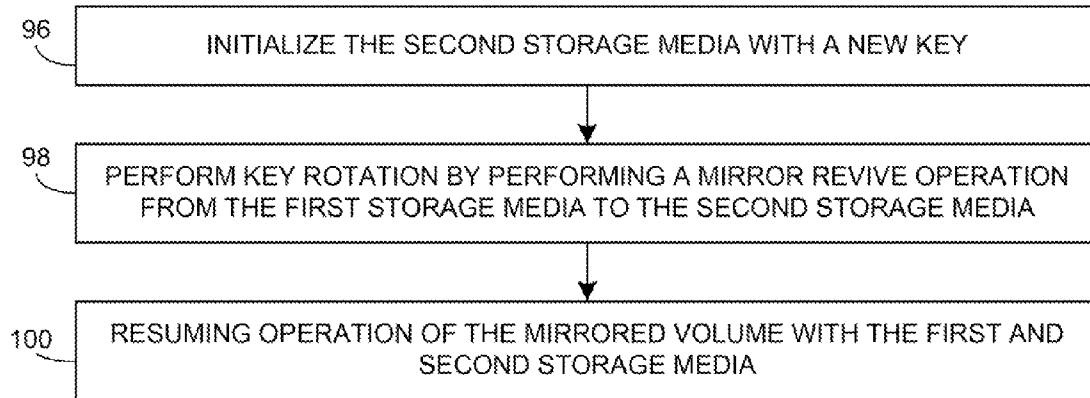 96
INITIALIZE THE SECOND STORAGE MEDIA WITH A NEW KEY
98
PERFORM KEY ROTATION BY PERFORMING A MIRROR REVIVE OPERATION
FROM THE FIRST STORAGE MEDIA TO THE SECOND STORAGE MEDIA
100
RESUMING OPERATION OF THE MIRRORED VOLUME WITH THE FIRST AND
SECOND STORAGE MEDIA